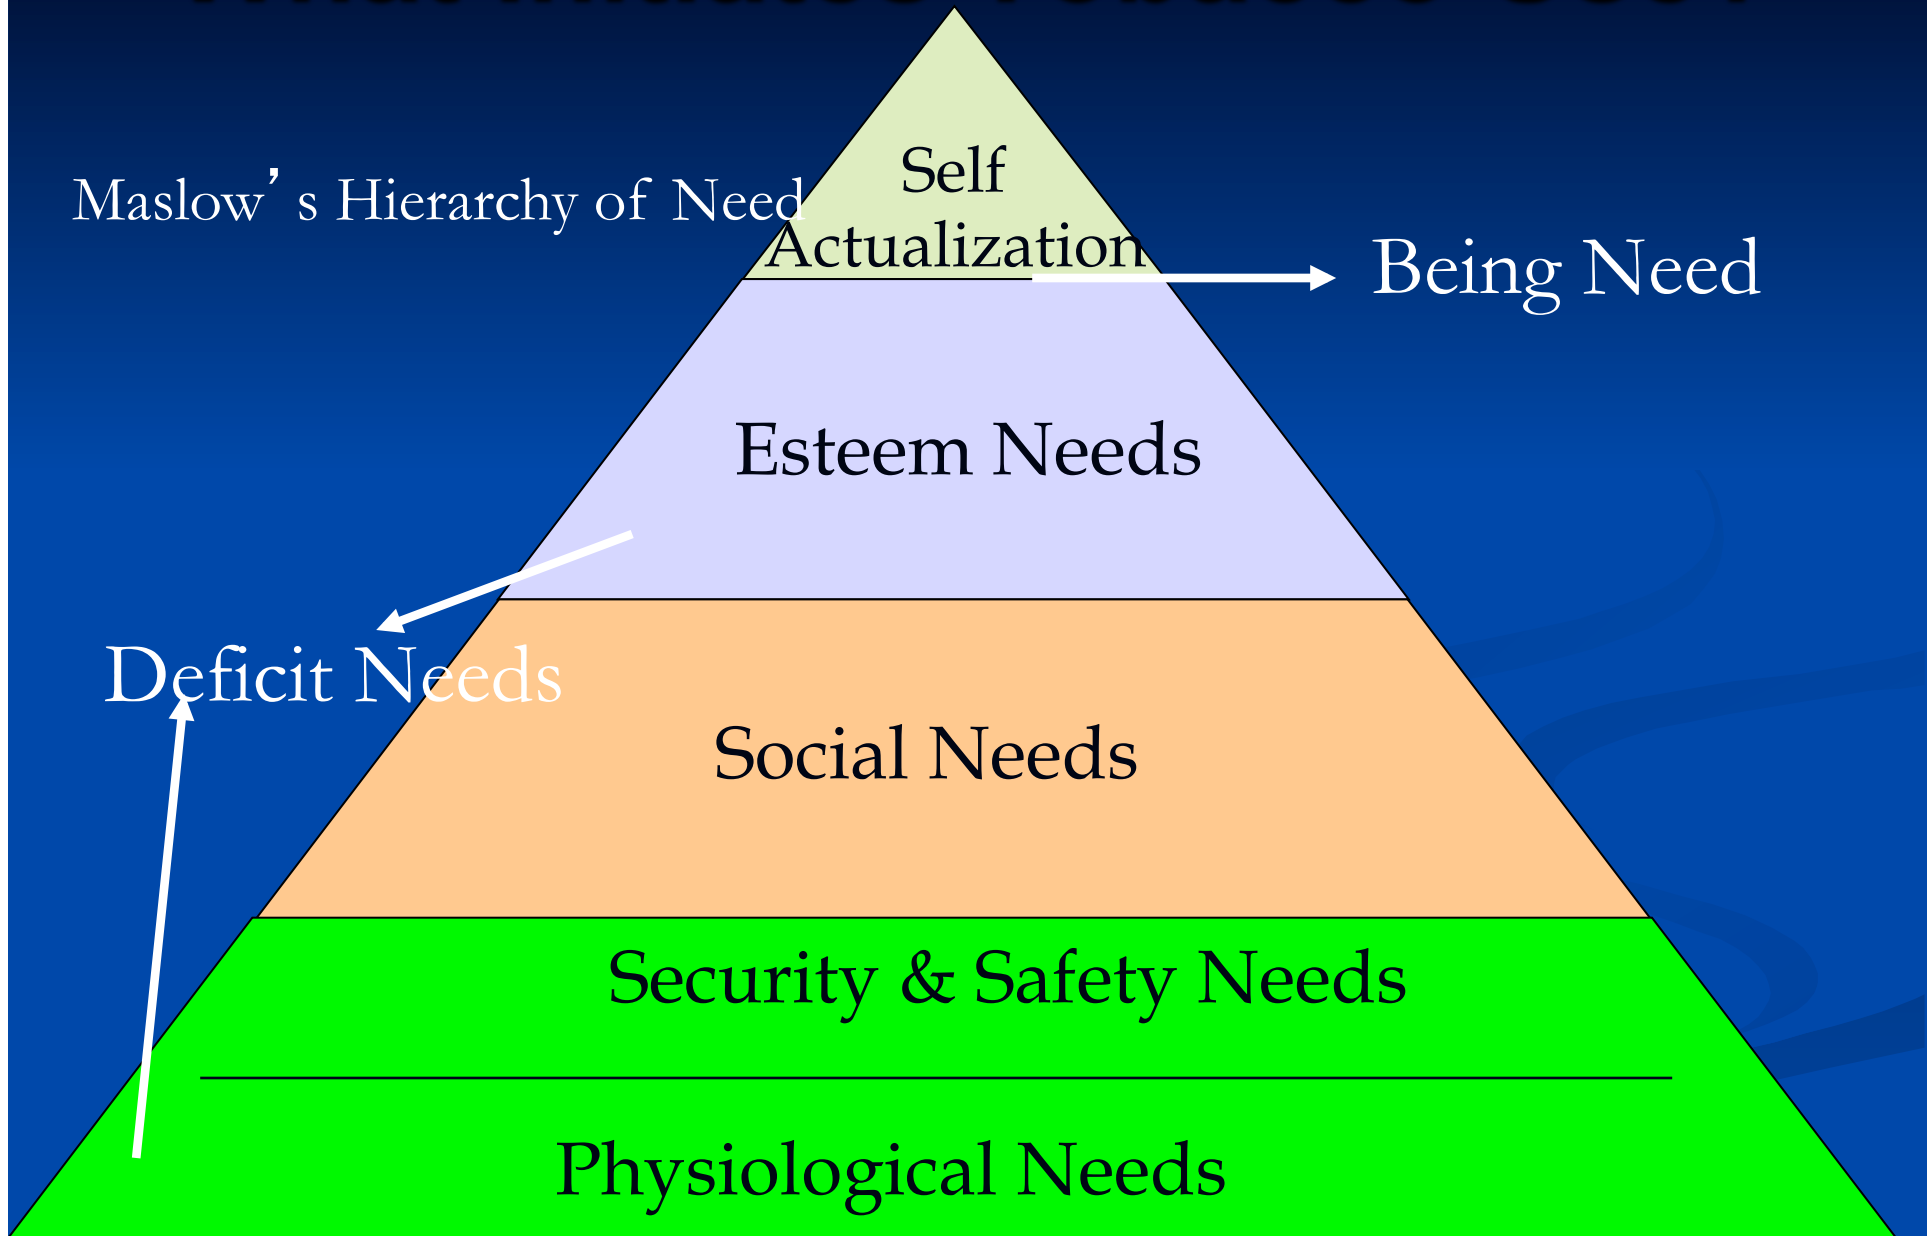 Self
Maslow’s Hierarchy of Need
Actualization
Being Need
Esteem Needs
Deficit Needs
Social Needs
Security & Safety Needs
Physiological Needs